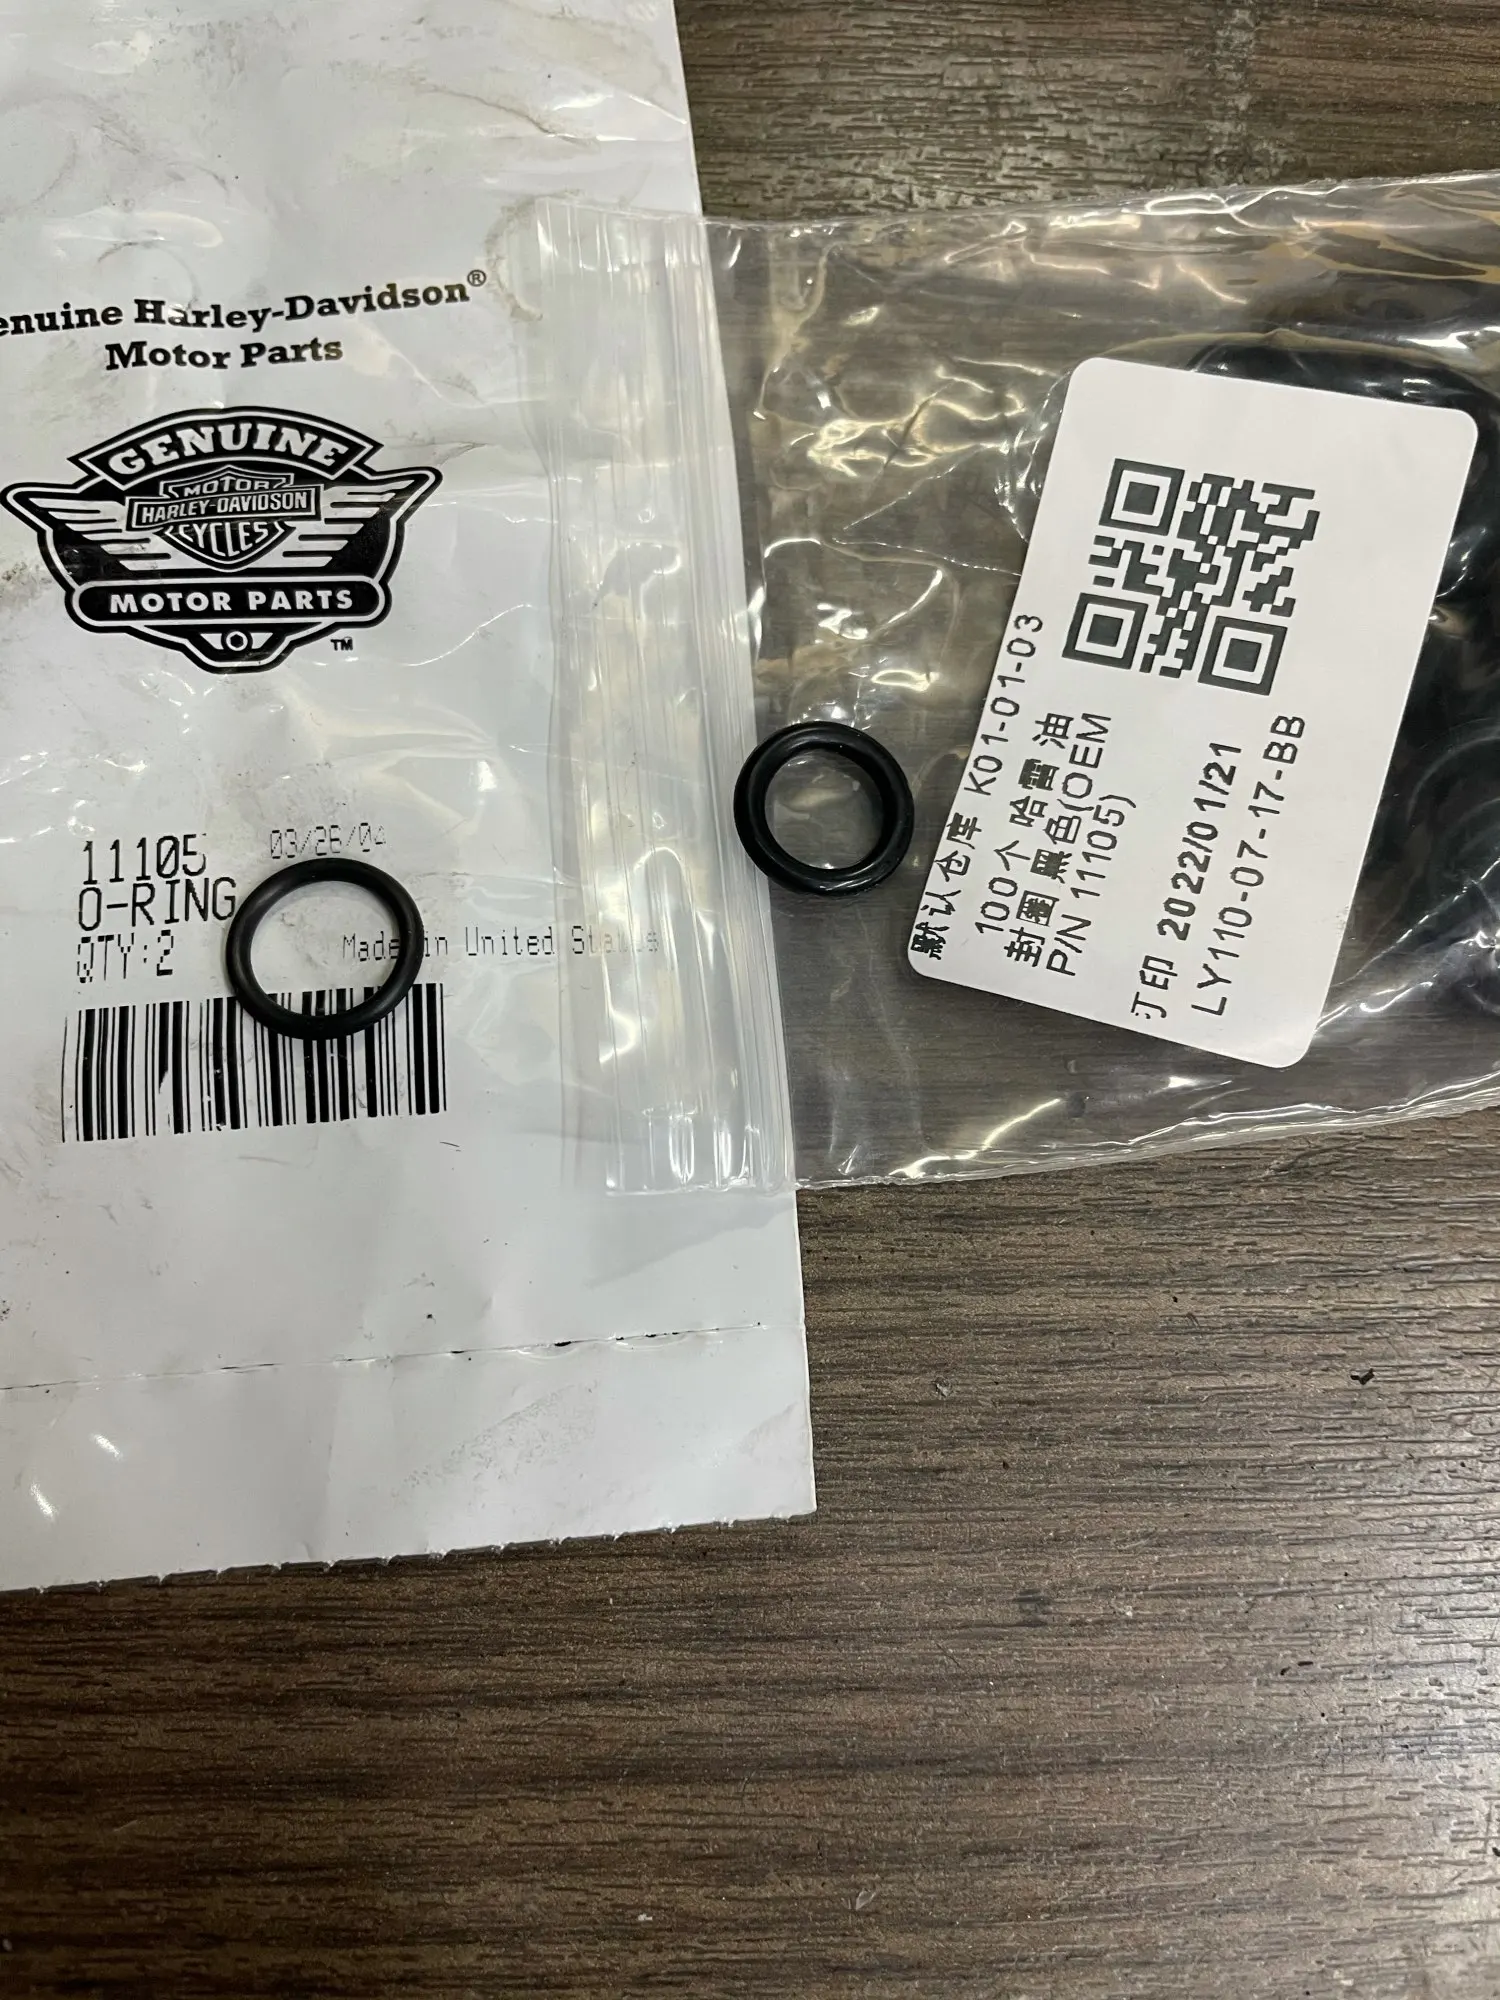 enuine Harley-Davidson®
Motor Parts
GENUINE
MOTOR
HARLEY-DAVIDSON
CYCLES
MOTOR PARTS
TM
11105 03/26/04
O-RING
QTY:2 Made in United States
默认仓库 K01-01-03
100个 哈雷 油
封圈 黑色(OEM
P/N 11105)
打印 2022/01/21
LY110-07-17-BB